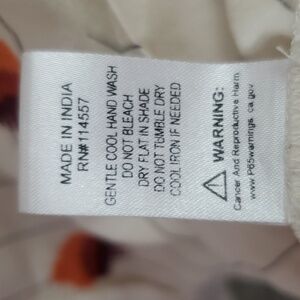 MADE IN INDIA
RN# 114557
GENTLE COOL HAND WASH
DO NOT BLEACH
DRY FLAT IN SHADE
DO NOT TUMBLE DRY
COOL IRON IF NEEDED
WARNING:
Cancer And Reproductive Harm.
www.P65warnings.ca.gov